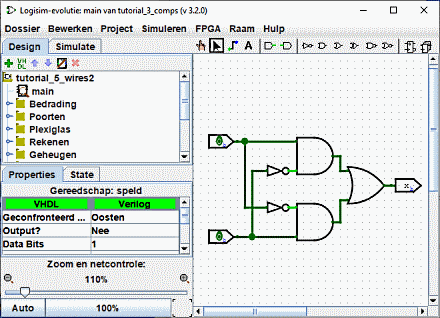 Logisim-evolutie: main van tutorial_3_comps (v 3.2.0)
Dossier Bewerken Project Simuleren FPGA Raam Hulp
Design Simulate
VH DL
tutorial_5_wires2
main
Bedrading
Poorten
Plexiglas
Rekenen
Geheugen
Properties State
Gereedschap: speld
VHDL Verilog
Geconfronteerd ... Oosten
Output? Nee
Data Bits 1
Zoom en netcontrole:
110%
Auto 100%
0
x
0